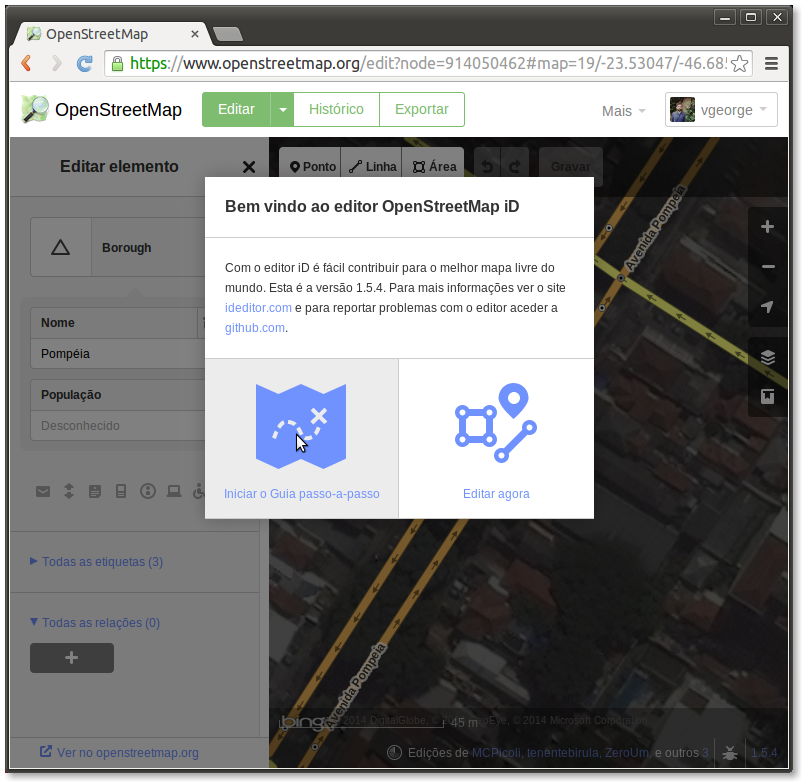 OpenStreetMap
https://www.openstreetmap.org/edit?node=914050462#map=19/-23.53047/-46.685
OpenStreetMap
Editar
Histórico
Exportar
Mais
vgeorge
Editar elemento
Ponto
Linha
Área
Gravar
Bem vindo ao editor OpenStreetMap iD
Borough
Com o editor iD é fácil contribuir para o melhor mapa livre do
mundo. Esta é a versão 1.5.4. Para mais informações ver o site
ideditor.com e para reportar problemas com o editor aceder a
github.com.
Nome
Pompéia
População
Desconhecido
Iniciar o Guia passo-a-passo
Editar agora
Todas as etiquetas (3)
Todas as relações (0)
Avenida Pompeia
Avenida Pompeia
bing
2014 DigitalGlobe, © 2014 Microsoft Corporation
45 m
Ver no openstreetmap.org
Edições de MCPicoli, tenentebirula, ZeroUm, e outros 3
1.5.4